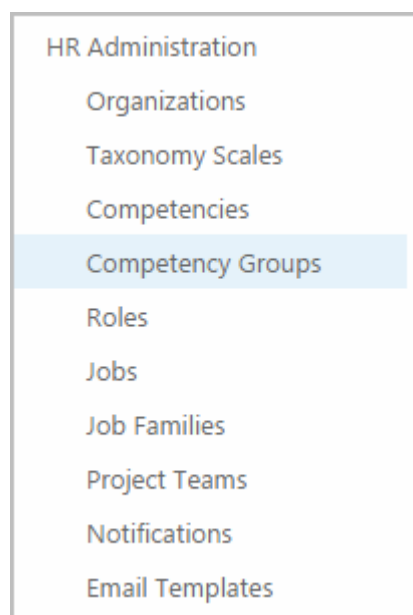 HR Administration
Organizations
Taxonomy Scales
Competencies
Competency Groups
Roles
Jobs
Job Families
Project Teams
Notifications
Email Templates